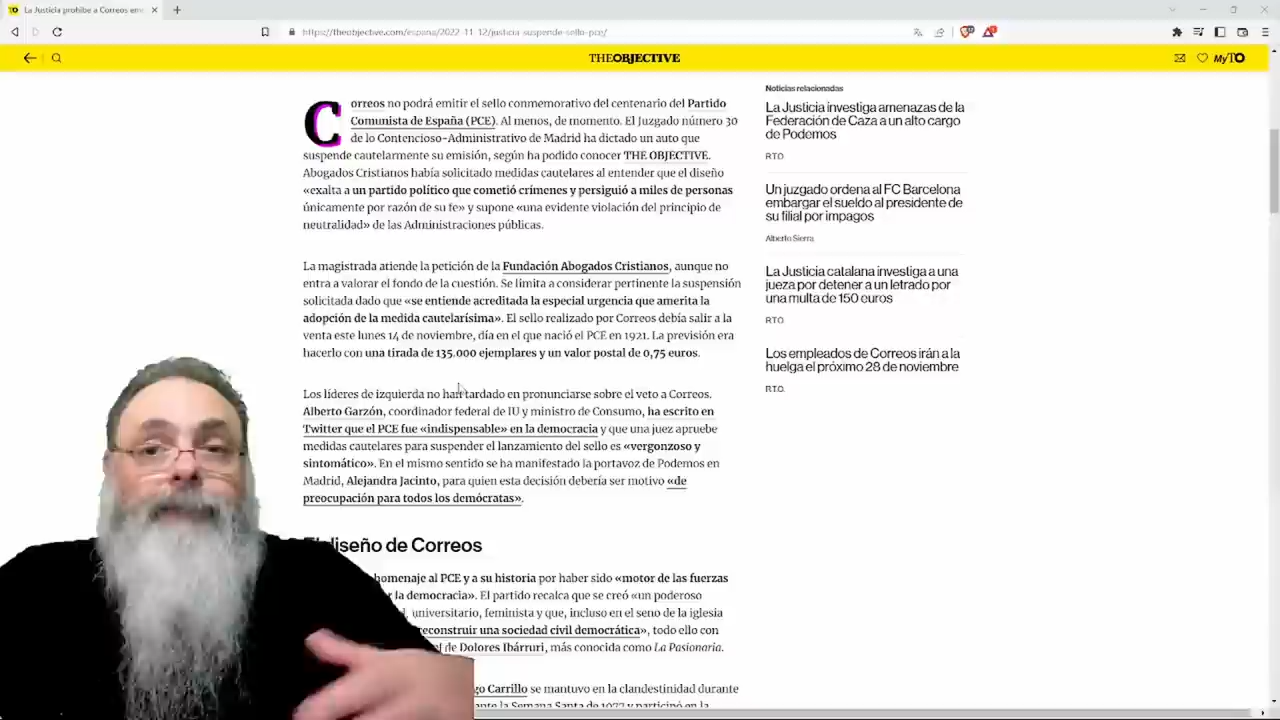 La Justicia prohíbe a Correos emi
https://theobjective.com/espana/2022-11-12/justicia-suspende-sello-pce/
THEOBJECTIVE
MyTO
Correos no podrá emitir el sello conmemorativo del centenario del Partido
Comunista de España (PCE). Al menos, de momento. El Juzgado número 30
de lo Contencioso-Administrativo de Madrid ha dictado un auto que
suspende cautelarmente su emisión, según ha podido conocer THE OBJECTIVE.
Abogados Cristianos había solicitado medidas cautelares al entender que el diseño
«exalta a un partido político que cometió crímenes y persiguió a miles de personas
únicamente por razón de su fe» y supone «una evidente violación del principio de
neutralidad» de las Administraciones públicas.
La magistrada atiende la petición de la Fundación Abogados Cristianos, aunque no
entra a valorar el fondo de la cuestión. Se limita a considerar pertinente la suspensión
solicitada dado que «se entiende acreditada la especial urgencia que amerita la
adopción de la medida cautelarísima». El sello realizado por Correos debía salir a la
venta este lunes 14 de noviembre, día en el que nació el PCE en 1921. La previsión era
hacerlo con una tirada de 135.000 ejemplares y un valor postal de 0,75 euros.
Los líderes de izquierda no han tardado en pronunciarse sobre el veto a Correos.
Alberto Garzón, coordinador federal de IU y ministro de Consumo, ha escrito en
Twitter que el PCE fue «indispensable» en la democracia y que una juez apruebe
medidas cautelares para suspender el lanzamiento del sello es «vergonzoso y
sintomático». En el mismo sentido se ha manifestado la portavoz de Podemos en
Madrid, Alejandra Jacinto, para quien esta decisión debería ser motivo «de
preocupación para todos los demócratas».
El diseño de Correos
homenaje al PCE y a su historia por haber sido «motor de las fuerzas
la democracia». El partido recalca que se creó «un poderoso
universitario, feminista y que, incluso en el seno de la iglesia
reconstruir una sociedad civil democrática», todo ello con
de Dolores Ibárruri, más conocida como La Pasionaria.
Carrillo se mantuvo en la clandestinidad durante
la Semana Santa de 1977 y participó en la
Noticias relacionadas
La Justicia investiga amenazas de la
Federación de Caza a un alto cargo
de Podemos
R.T.O.
Un juzgado ordena al FC Barcelona
embargar el sueldo al presidente de
su filial por impagos
Alberto Sierra
La Justicia catalana investiga a una
jueza por detener a un letrado por
una multa de 150 euros
R.T.O.
Los empleados de Correos irán a la
huelga el próximo 28 de noviembre
R.T.O.